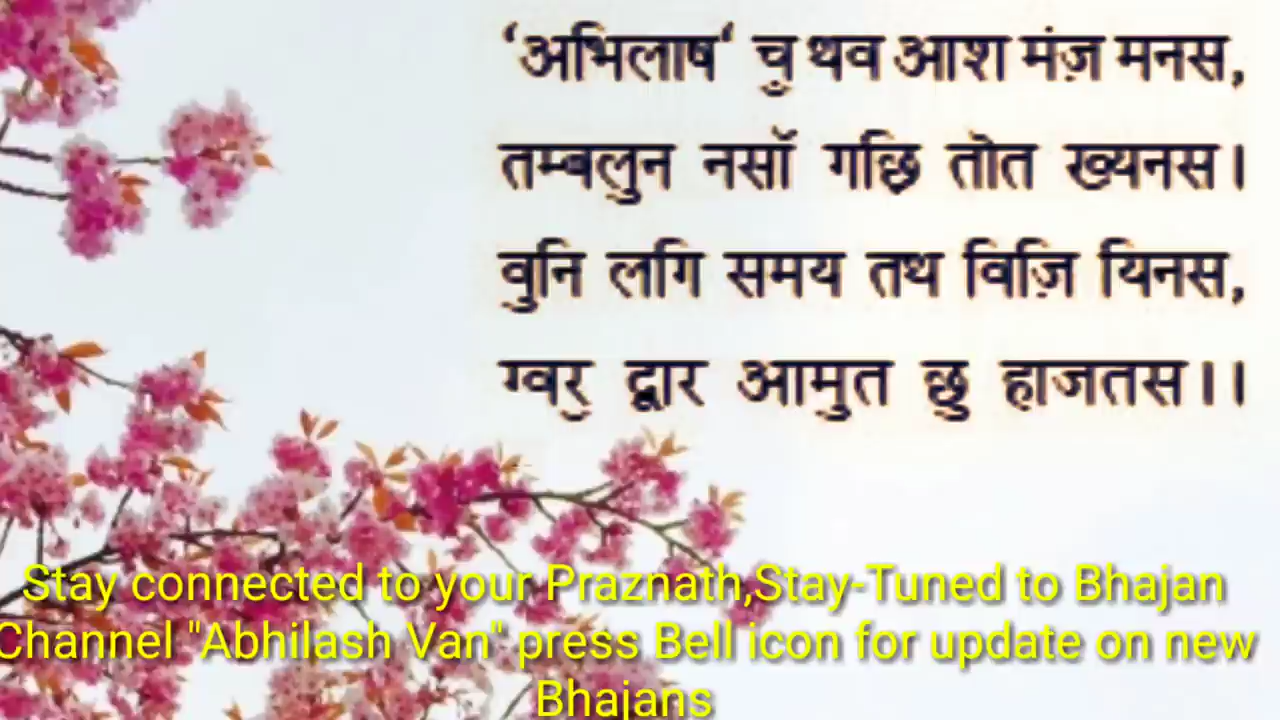 ‘अभिलाष‘ चॖ थव आश मंज़ मनस,
तम्बलुन नसॉ गछि तॊत ख्यनस।
वुनि लगि समय तथ विज़ि यिनस,
ग्वरॖ द्वार आमुत छु हाजतस।।
Stay connected to your Praznath,Stay-Tuned to Bhajan
Channel "Abhilash Van" press Bell icon for update on new
Bhajans